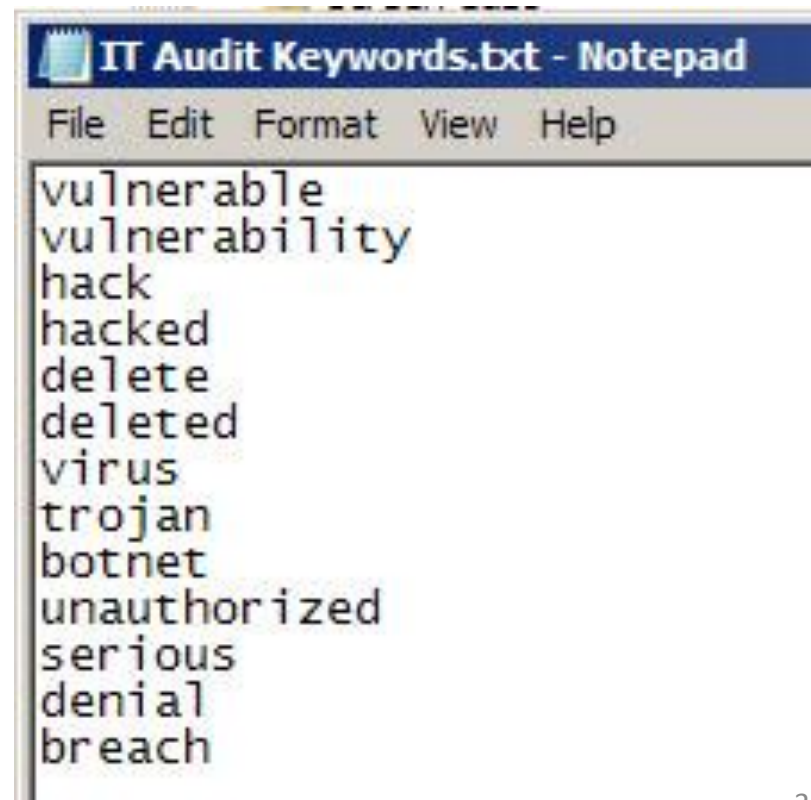 IT Audit Keywords.txt - Notepad
File Edit Format View Help
vulnerable
vulnerability
hack
hacked
delete
deleted
virus
trojan
botnet
unauthorized
serious
denial
breach